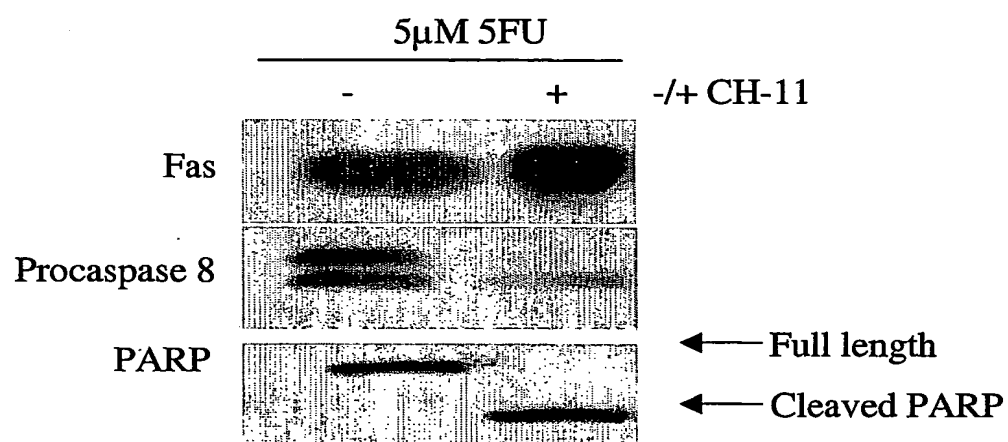 5µM 5FU
- + -/+ CH-11
Fas
Procaspase 8
PARP
Full length
Cleaved PARP